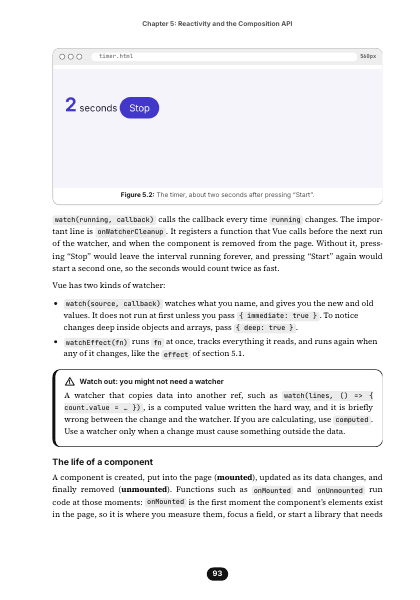 Chapter 5: Reactivity and the Composition API
timer.html
560px
2 seconds Stop
Figure 5.2: The timer, about two seconds after pressing “Start”.
watch(running, callback) calls the callback every time running changes. The impor-
tant line is onWatcherCleanup. It registers a function that Vue calls before the next run
of the watcher, and when the component is removed from the page. Without it, press-
ing “Stop” would leave the interval running forever, and pressing “Start” again would
start a second one, so the seconds would count twice as fast.
Vue has two kinds of watcher:
• watch(source, callback) watches what you name, and gives you the new and old
values. It does not run at first unless you pass { immediate: true }. To notice
changes deep inside objects and arrays, pass { deep: true }.
• watchEffect(fn) runs fn at once, tracks everything it reads, and runs again when
any of it changes, like the effect of section 5.1.
Watch out: you might not need a watcher
A watcher that copies data into another ref, such as watch(lines, () => {
count.value = … }), is a computed value written the hard way, and it is briefly
wrong between the change and the watcher. If you are calculating, use computed.
Use a watcher only when a change must cause something outside the data.
The life of a component
A component is created, put into the page (mounted), updated as its data changes, and
finally removed (unmounted). Functions such as onMounted and onUnmounted run
code at those moments: onMounted is the first moment the component’s elements exist
in the page, so it is where you measure them, focus a field, or start a library that needs
93